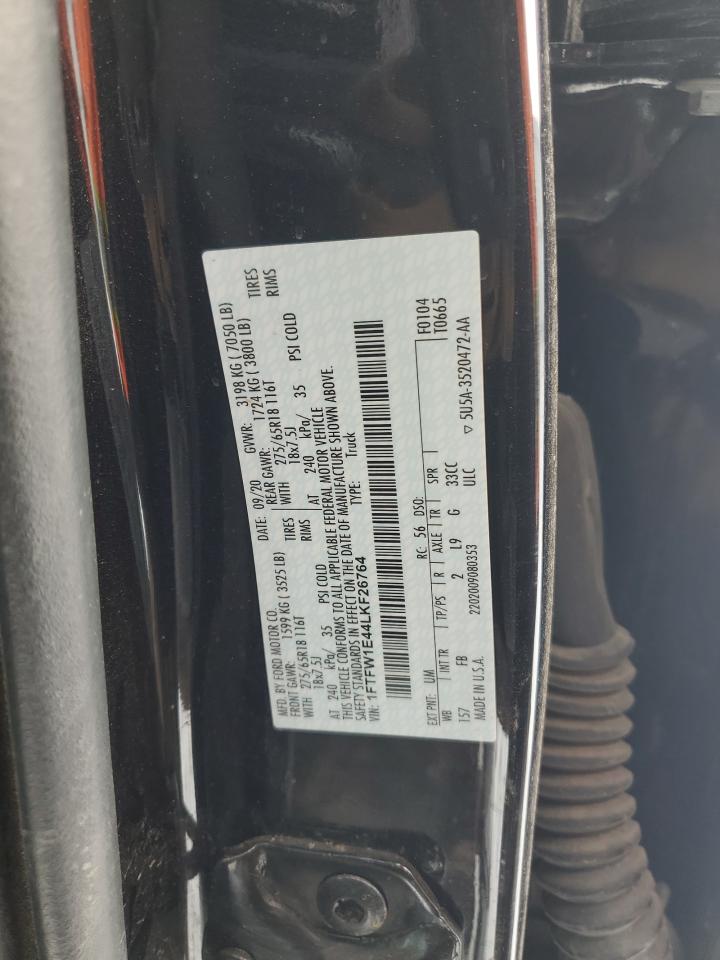 MFD. BY FORD MOTOR CO.
DATE: 09/20 GVWR: 3198 KG ( 7050 LB)
FRONT GAWR: 1599 KG ( 3525 LB) REAR GAWR: 1724 KG ( 3800 LB)
WITH 275/65R18 116T TIRES WITH 275/65R18 116T TIRES
18x7.5J RIMS 18x7.5J RIMS
AT 240 kPa/ 35 PSI COLD AT 240 kPa/ 35 PSI COLD
THIS VEHICLE CONFORMS TO ALL APPLICABLE FEDERAL MOTOR VEHICLE
SAFETY STANDARDS IN EFFECT ON THE DATE OF MANUFACTURE SHOWN ABOVE.
VIN: 1FTFW1E44LKF26764 TYPE: Truck
F0104
T0665
EXT PNT: UM RC: 56 DSO:
WB INT TR TP/PS R AXLE TR SPR
157 FB 2 L9 G 33CC
ULC
MADE IN U.S.A. 2202009080353 ▽ 5U5A-3520472-AA